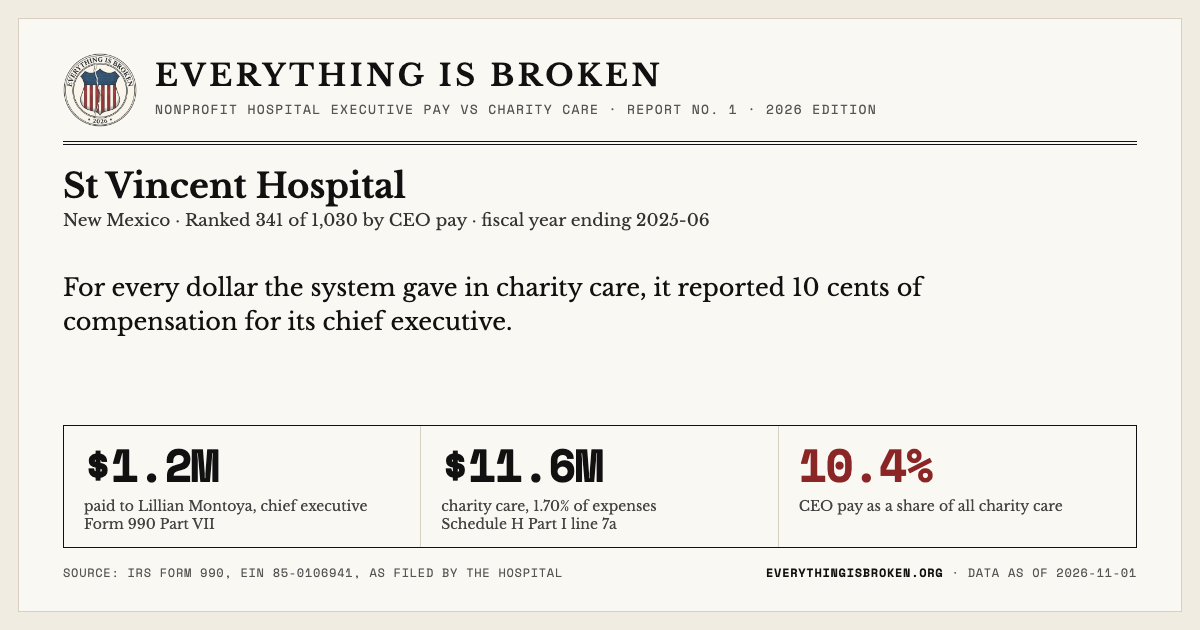 EVERYTHING IS BROKEN
2026
EVERYTHING IS BROKEN
NONPROFIT HOSPITAL EXECUTIVE PAY VS CHARITY CARE · REPORT NO. 1 · 2026 EDITION
St Vincent Hospital
New Mexico · Ranked 341 of 1,030 by CEO pay · fiscal year ending 2025-06
For every dollar the system gave in charity care, it reported 10 cents of
compensation for its chief executive.
$1.2M
paid to Lillian Montoya, chief executive
Form 990 Part VII
$11.6M
charity care, 1.70% of expenses
Schedule H Part I line 7a
10.4%
CEO pay as a share of all charity care
SOURCE: IRS FORM 990, EIN 85-0106941, AS FILED BY THE HOSPITAL
EVERYTHINGISBROKEN.ORG · DATA AS OF 2026-11-01